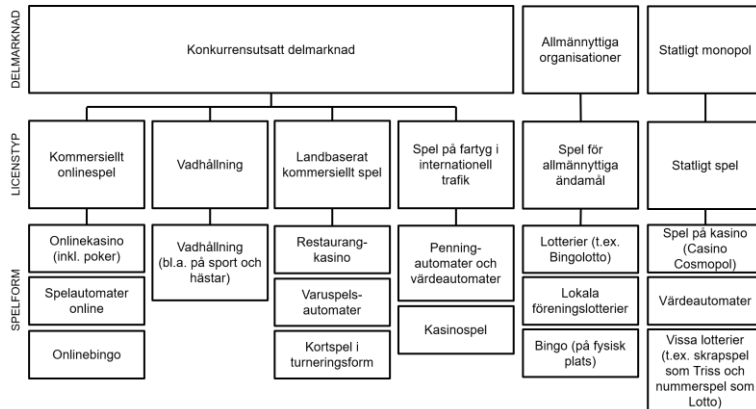 DELMARKNAD
Konkurrensutsatt delmarknad
Allmännyttiga
organisationer
Statligt monopol
LICENSTYP
Kommersiellt
onlinespel
Vadhållning
Landbaserat
kommersiellt spel
Spel på fartyg i
internationell
trafik
Spel för
allmännyttiga
ändamål
Statligt spel
SPELFORM
Onlinekasino
(inkl. poker)
Spelautomater
online
Onlinebingo
Vadhållning
(bl.a. på sport och
hästar)
Restaurang-
kasino
Varuspels-
automater
Kortspel i
turneringsform
Penning-
automater och
värdeautomater
Kasinospel
Lotterier (t.ex.
Bingolotto)
Lokala
föreningslotterier
Bingo (på fysisk
plats)
Spel på kasino
(Casino
Cosmopol)
Värdeautomater
Vissa lotterier
(t.ex. skrapspel
som Triss och
nummerspel som
Lotto)